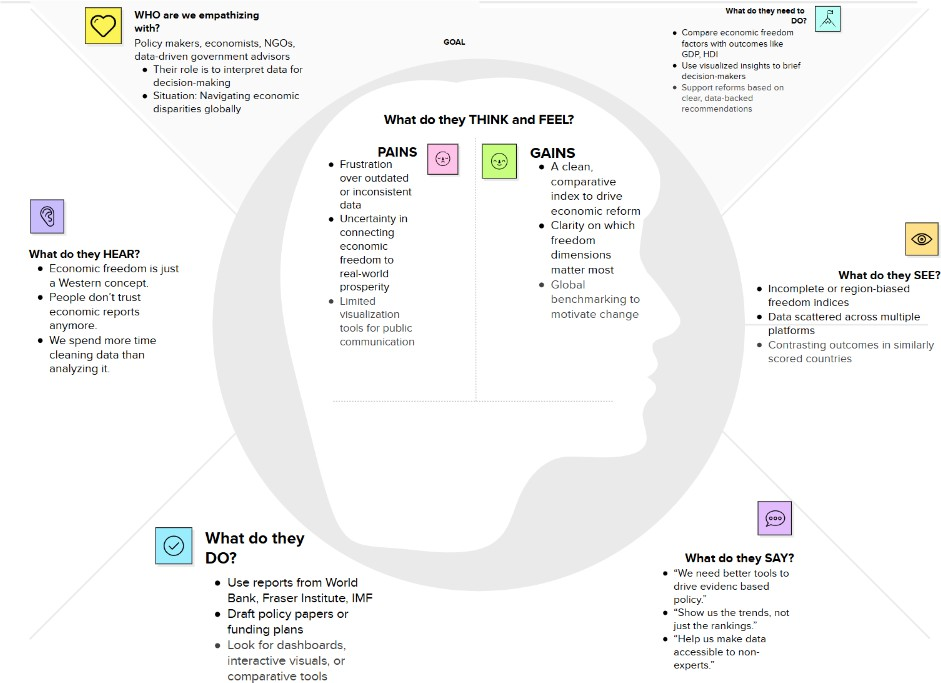 WHO are we empathizing
with?
Policy makers, economists, NGOs,
data-driven government advisors
● Their role is to interpret data for
decision-making
● Situation: Navigating economic
disparities globally
GOAL
What do they need to
DO?
● Compare economic freedom
factors with outcomes like
GDP, HDI
● Use visualized insights to brief
decision-makers
● Support reforms based on
clear, data-backed
recommendations
What do they THINK and FEEL?
PAINS
● Frustration
over outdated
or inconsistent
data
● Uncertainty in
connecting
economic
freedom to
real-world
prosperity
● Limited
visualization
tools for public
communication
GAINS
● A clean,
comparative
index to drive
economic reform
● Clarity on which
freedom
dimensions
matter most
● Global
benchmarking to
motivate change
What do they HEAR?
● Economic freedom is just
a Western concept.
● People don’t trust
economic reports
anymore.
● We spend more time
cleaning data than
analyzing it.
What do they SEE?
● Incomplete or region-biased
freedom indices
● Data scattered across multiple
platforms
● Contrasting outcomes in similarly
scored countries
What do they
DO?
● Use reports from World
Bank, Fraser Institute, IMF
● Draft policy papers or
funding plans
● Look for dashboards,
interactive visuals, or
comparative tools
What do they SAY?
● “We need better tools to
drive evidenc based
policy.”
● “Show us the trends, not
just the rankings.”
● “Help us make data
accessible to non-
experts.”